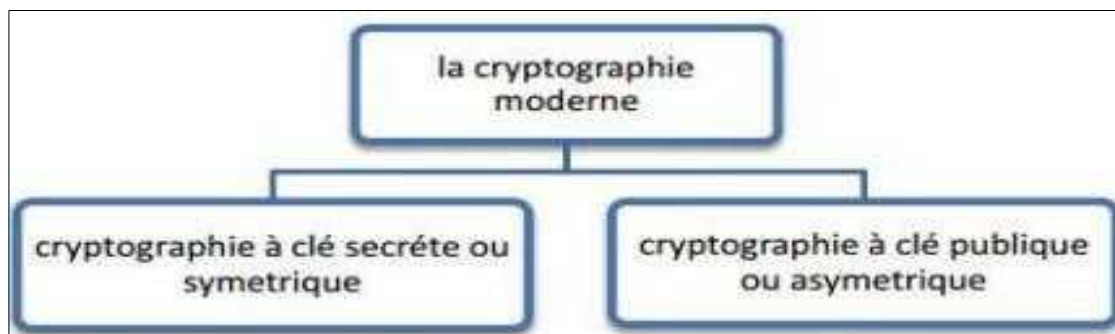 la cryptographie
moderne
cryptographie à clé secréte ou
symetrique
cryptographie à clé publique
ou asymetrique